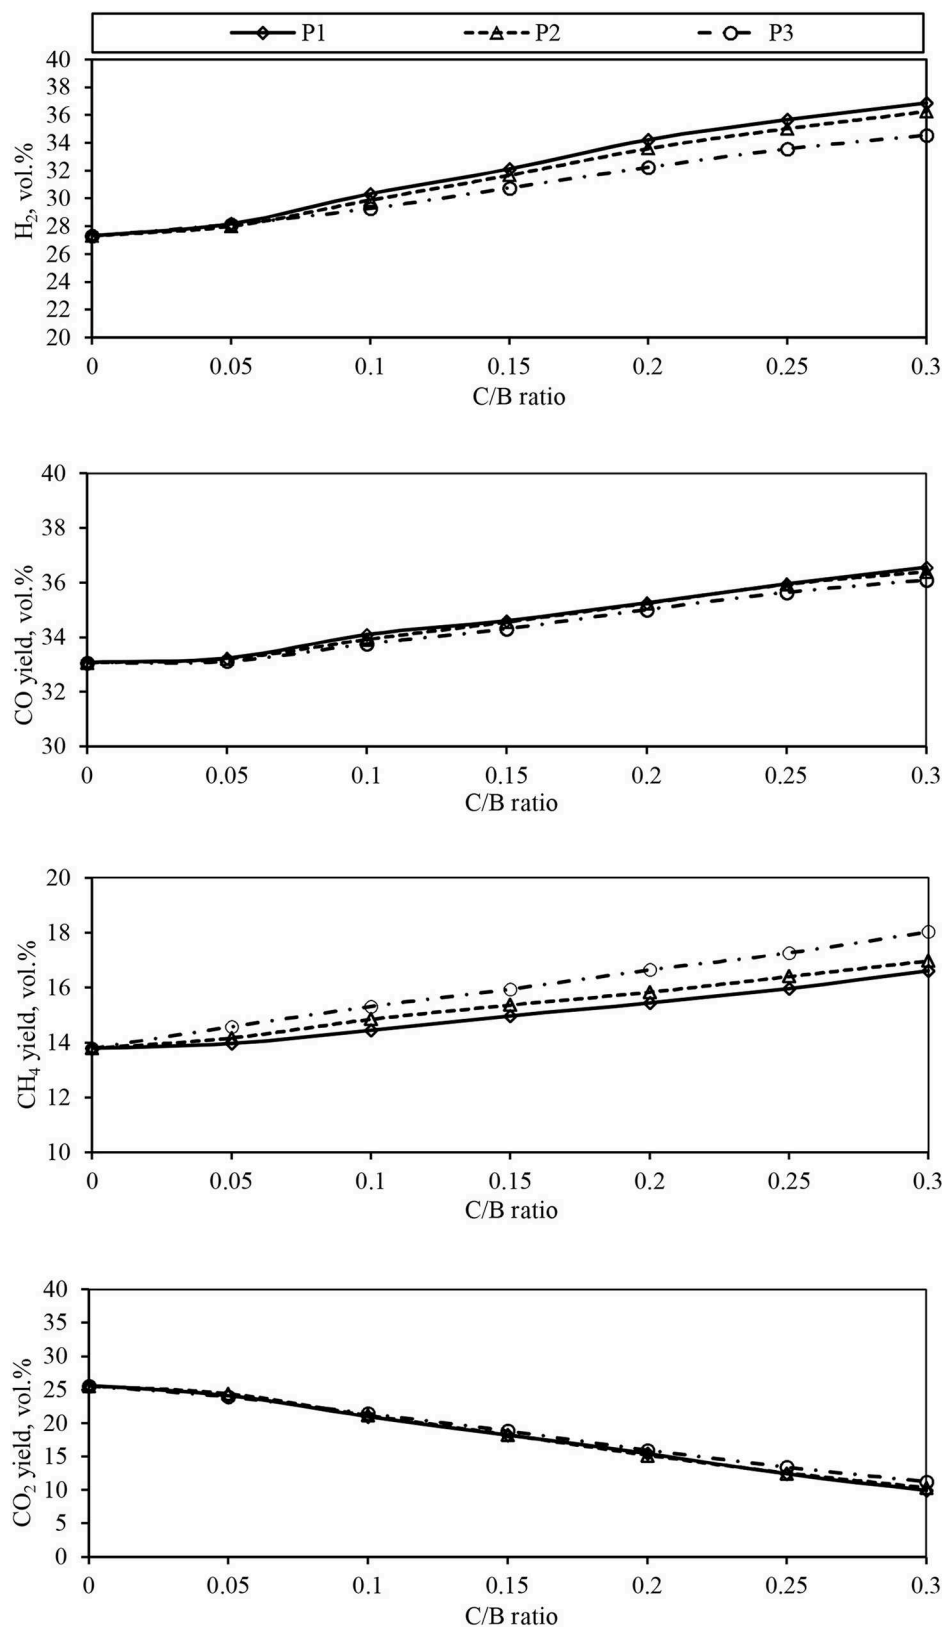 P1 P2 P3
40
38
36
34
32
30
28
26
24
22
20
H₂, vol.%
0 0.05 0.1 0.15 0.2 0.25 0.3
C/B ratio
40
38
36
34
32
30
CO yield, vol.%
0 0.05 0.1 0.15 0.2 0.25 0.3
C/B ratio
20
18
16
14
12
10
CH₄ yield, vol.%
0 0.05 0.1 0.15 0.2 0.25 0.3
C/B ratio
40
35
30
25
20
15
10
5
0
CO₂ yield, vol.%
0 0.05 0.1 0.15 0.2 0.25 0.3
C/B ratio